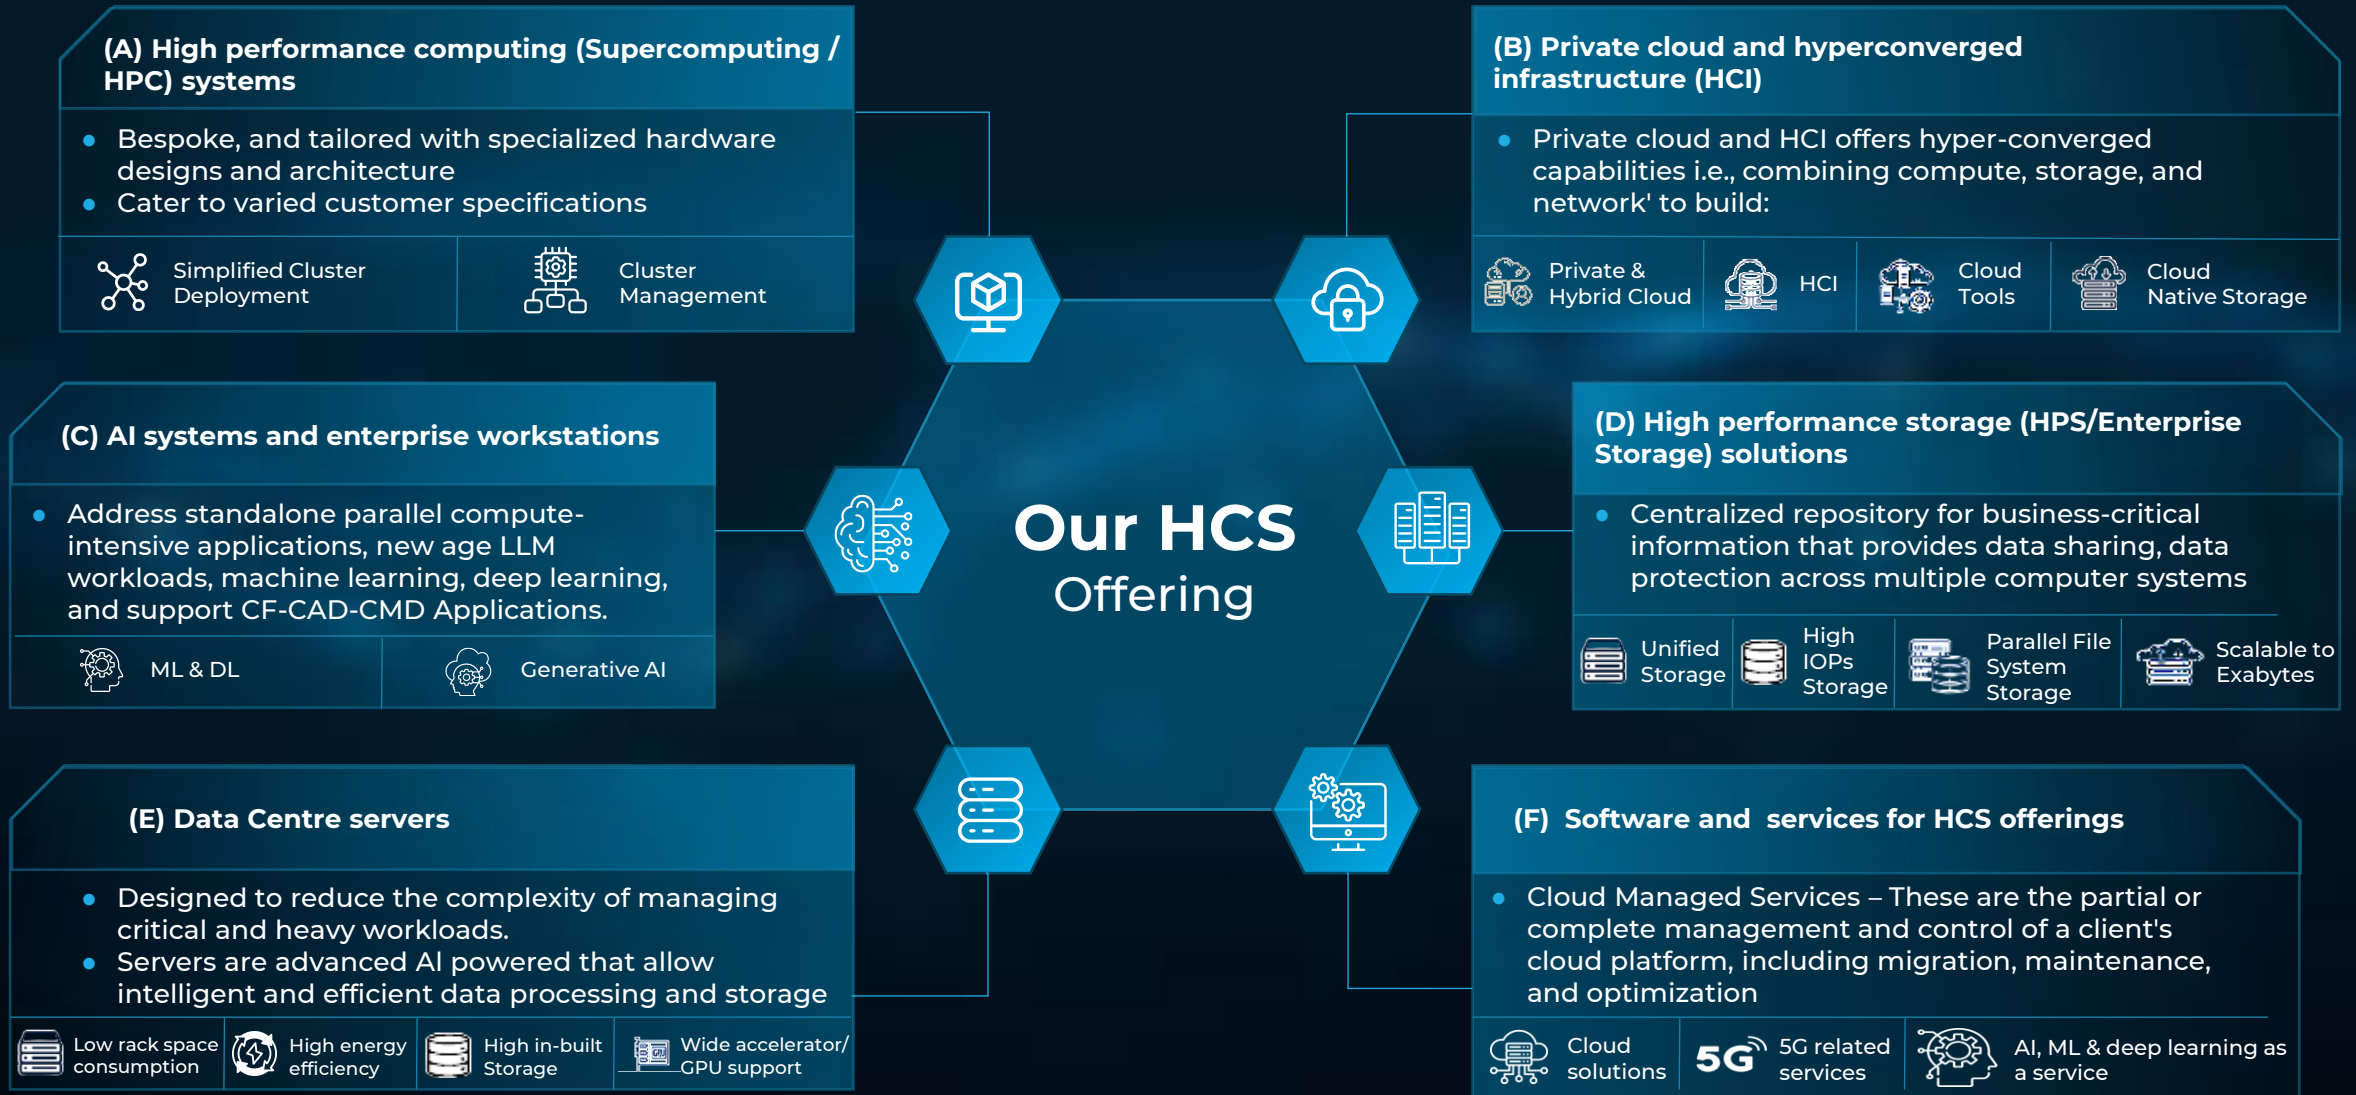 (A) High performance computing (Supercomputing /
HPC) systems
• Bespoke, and tailored with specialized hardware
designs and architecture
• Cater to varied customer specifications
Simplified Cluster
Deployment
Cluster
Management
(B) Private cloud and hyperconverged
infrastructure (HCI)
• Private cloud and HCI offers hyper-converged
capabilities i.e., combining compute, storage, and
network' to build:
Private &
Hybrid Cloud
HCI
Cloud
Tools
Cloud
Native Storage
(C) AI systems and enterprise workstations
• Address standalone parallel compute-
intensive applications, new age LLM
workloads, machine learning, deep learning,
and support CF-CAD-CMD Applications.
ML & DL
Generative AI
Our HCS
Offering
(D) High performance storage (HPS/Enterprise
Storage) solutions
• Centralized repository for business-critical
information that provides data sharing, data
protection across multiple computer systems
Unified
Storage
High
IOPs
Storage
Parallel File
System
Storage
Scalable to
Exabytes
(E) Data Centre servers
• Designed to reduce the complexity of managing
critical and heavy workloads.
• Servers are advanced AI powered that allow
intelligent and efficient data processing and storage
Low rack space
consumption
High energy
efficiency
High in-built
Storage
GPU
Wide accelerator/
GPU support
(F) Software and services for HCS offerings
• Cloud Managed Services – These are the partial or
complete management and control of a client's
cloud platform, including migration, maintenance,
and optimization
Cloud
solutions
5G
5G related
services
AI, ML & deep learning as
a service